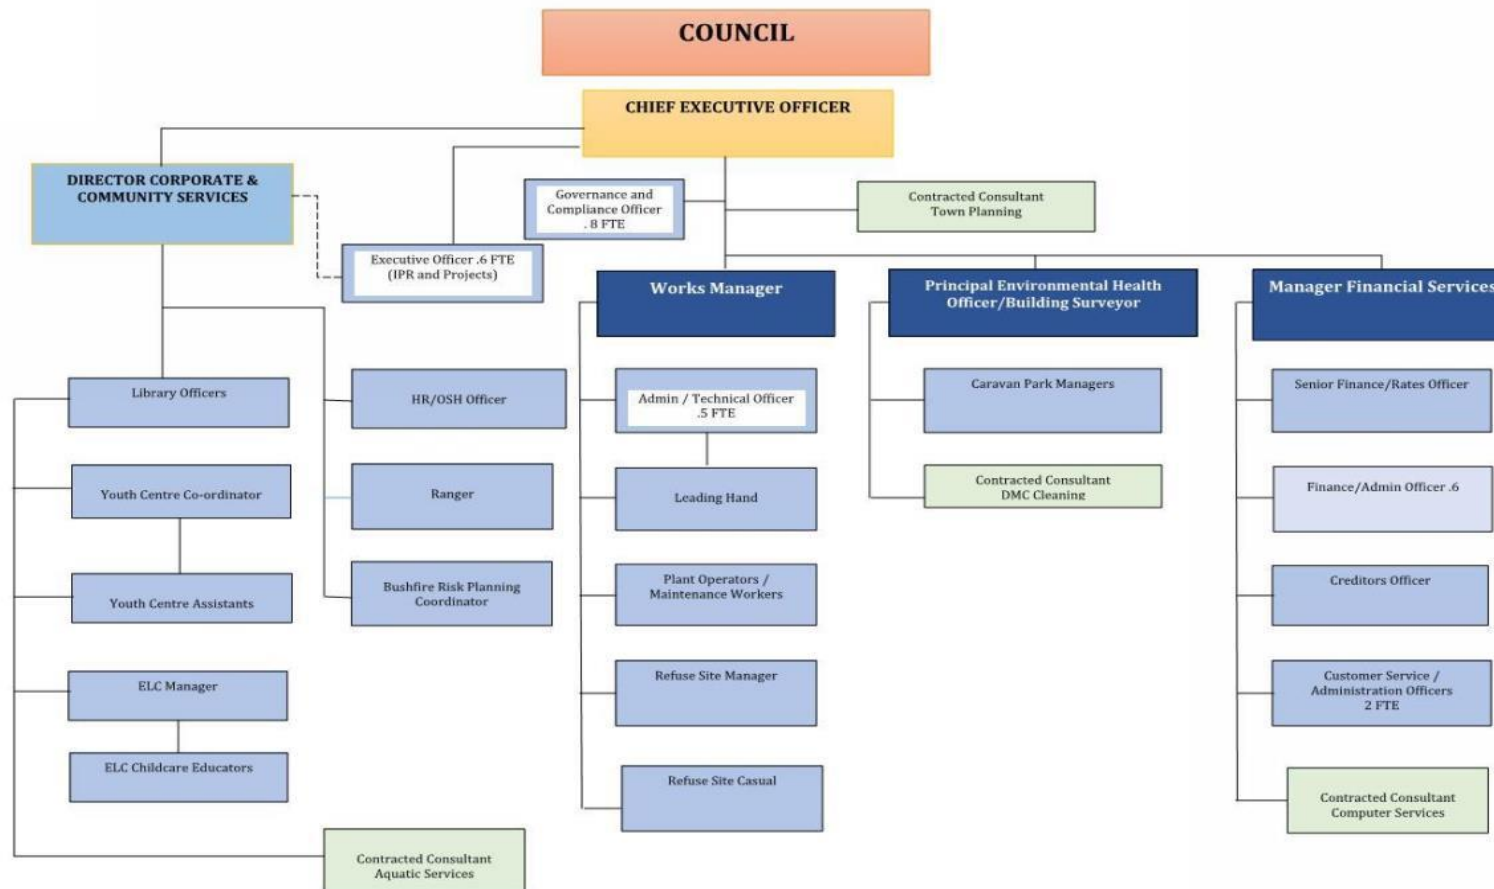 COUNCIL
CHIEF EXECUTIVE OFFICER
DIRECTOR CORPORATE &
COMMUNITY SERVICES
Governance and
Compliance Officer
. 8 FTE
Contracted Consultant
Town Planning
Executive Officer .6 FTE
(IPR and Projects)
Works Manager
Principal Environmental Health
Officer/Building Surveyor
Manager Financial Services
Library Officers
HR/OSH Officer
Admin / Technical Officer
.5 FTE
Caravan Park Managers
Senior Finance/Rates Officer
Youth Centre Co-ordinator
Ranger
Leading Hand
Contracted Consultant
DMC Cleaning
Finance/Admin Officer .6
Youth Centre Assistants
Bushfire Risk Planning
Coordinator
Plant Operators /
Maintenance Workers
Creditors Officer
ELC Manager
Refuse Site Manager
Customer Service /
Administration Officers
2 FTE
ELC Childcare Educators
Refuse Site Casual
Contracted Consultant
Computer Services
Contracted Consultant
Aquatic Services